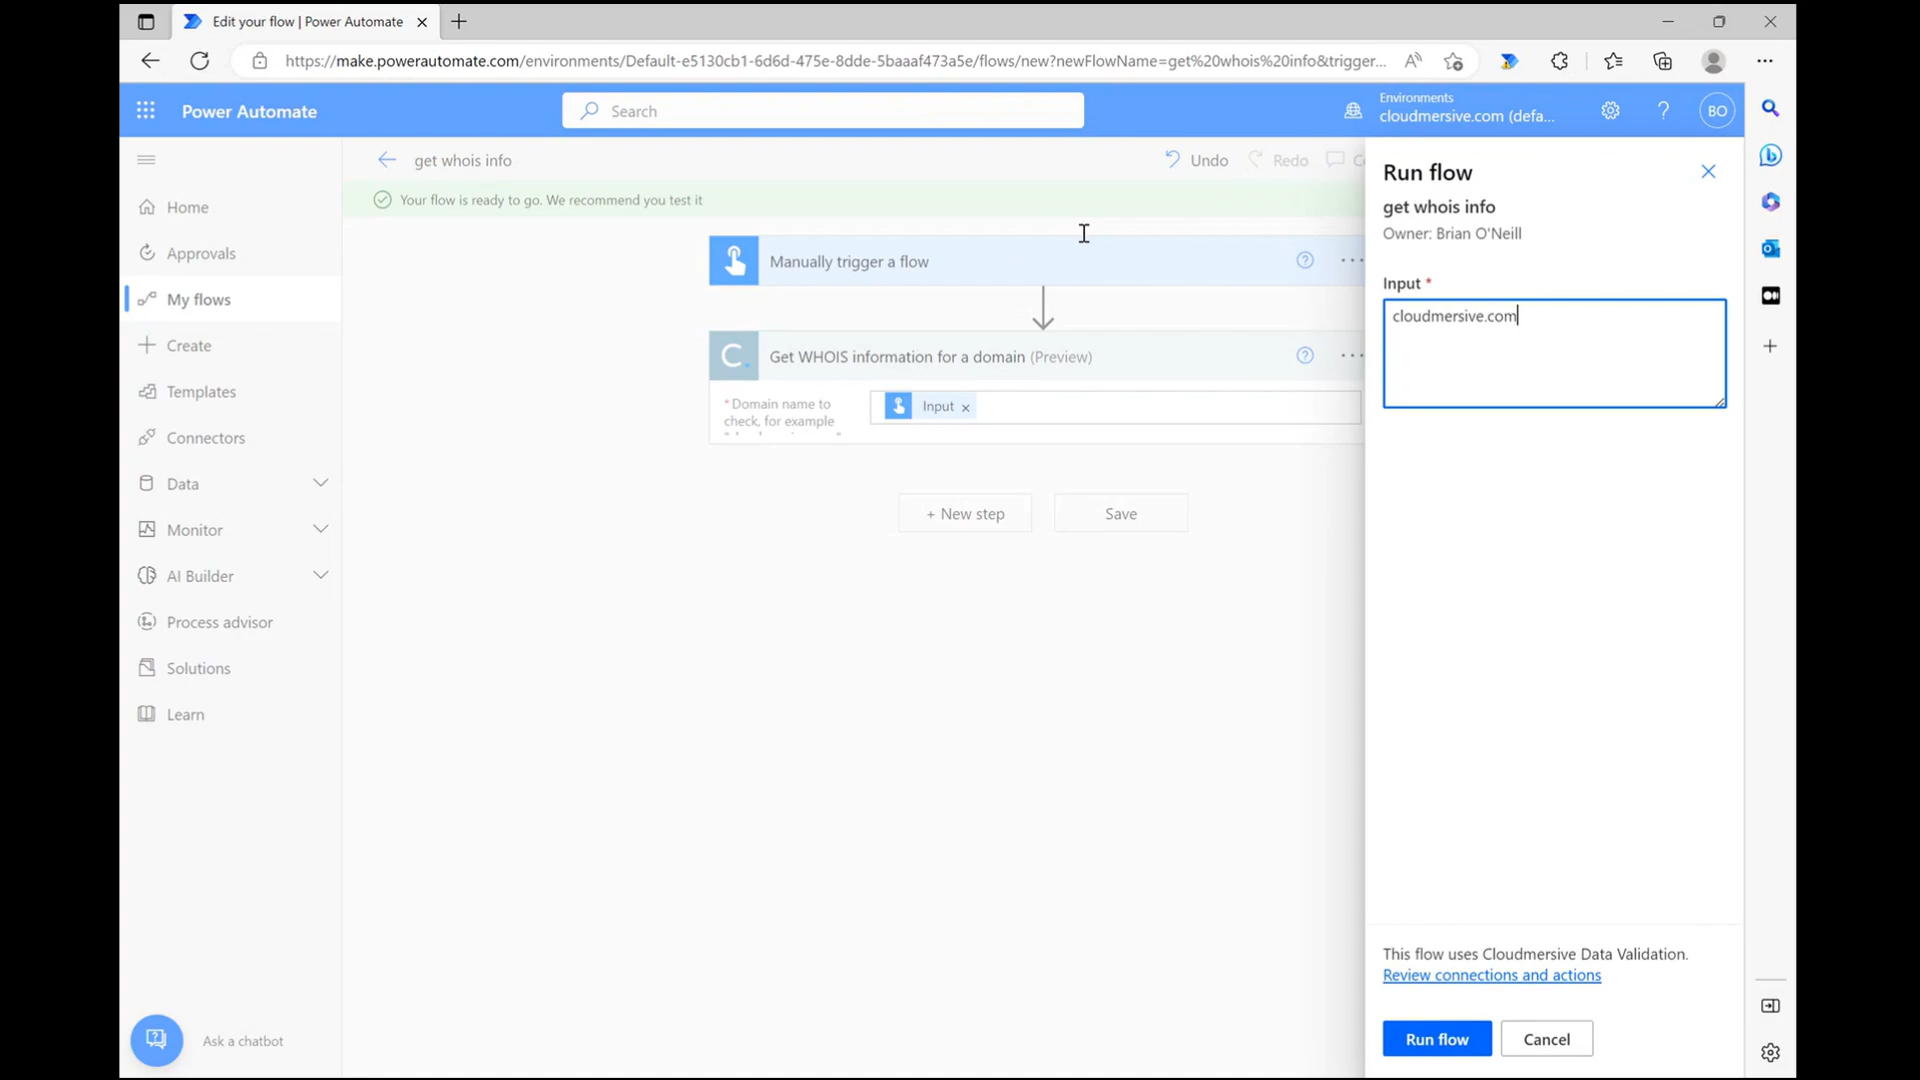 Edit your flow | Power Automate
https://make.powerautomate.com/environments/Default-e5130cb1-6d6d-475e-8dde-5baaaf473a5e/flows/new?newFlowName=get%20whois%20info&trigger...
Power Automate
Search
Environments
cloudmersive.com (defa...
BO
get whois info
Undo
Redo
Your flow is ready to go. We recommend you test it
Home
Approvals
My flows
Create
Templates
Connectors
Data
Monitor
AI Builder
Process advisor
Solutions
Learn
Ask a chatbot
Manually trigger a flow
Get WHOIS information for a domain (Preview)
* Domain name to
check, for example
Input
+ New step
Save
Run flow
get whois info
Owner: Brian O'Neill
Input *
cloudmersive.com
This flow uses Cloudmersive Data Validation.
Review connections and actions
Run flow
Cancel